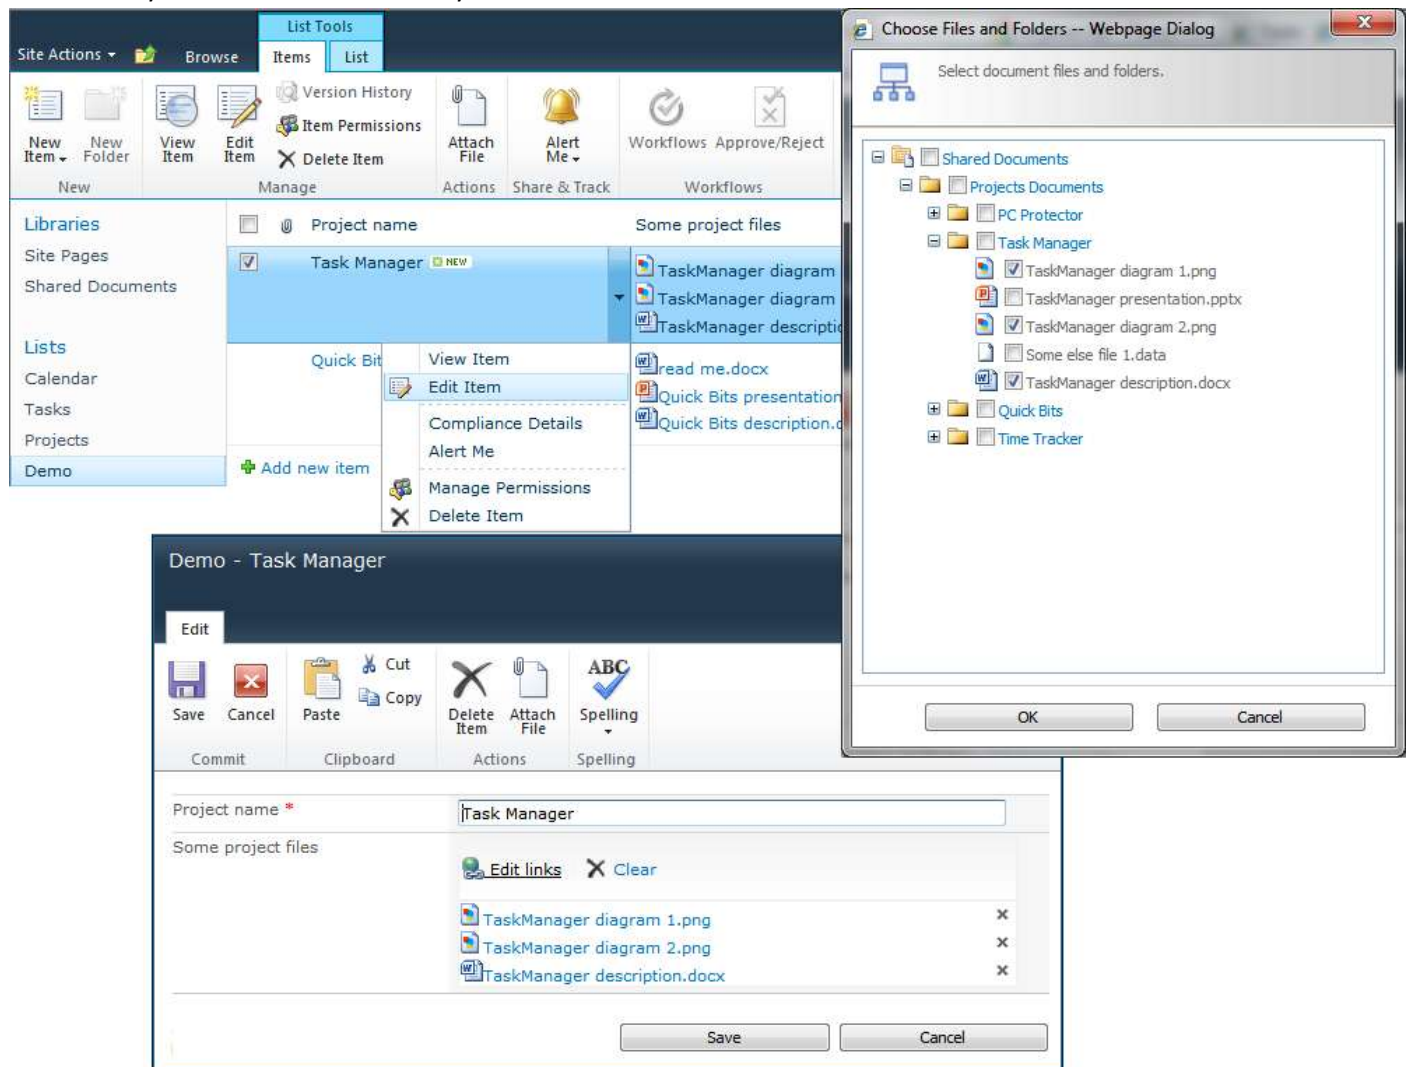 List Tools
Site Actions
Browse
Items
List
New Item
New Folder
View Item
Edit Item
Version History
Item Permissions
Delete Item
Attach File
Alert Me
Workflows
Approve/Reject
New
Manage
Actions
Share & Track
Workflows
Libraries
Site Pages
Shared Documents
Lists
Calendar
Tasks
Projects
Demo
Project name
Some project files
Task Manager
NEW
TaskManager diagram
TaskManager diagram
TaskManager
Quick Bit
read me.docx
Quick Bits presentation
Quick Bits description.
Add new item
View Item
Edit Item
Compliance Details
Alert Me
Manage Permissions
Delete Item
Choose Files and Folders -- Webpage Dialog
Select document files and folders.
Shared Documents
Projects Documents
PC Protector
Task Manager
TaskManager diagram 1.png
TaskManager presentation.pptx
TaskManager diagram 2.png
Some else file 1.data
TaskManager description.docx
Quick Bits
Time Tracker
OK
Cancel
Demo - Task Manager
Edit
Save
Cancel
Paste
Cut
Copy
Delete Item
Attach File
ABC
Spelling
Commit
Clipboard
Actions
Spelling
Project name *
Task Manager
Some project files
Edit links
Clear
TaskManager diagram 1.png
TaskManager diagram 2.png
TaskManager description.docx
Save
Cancel